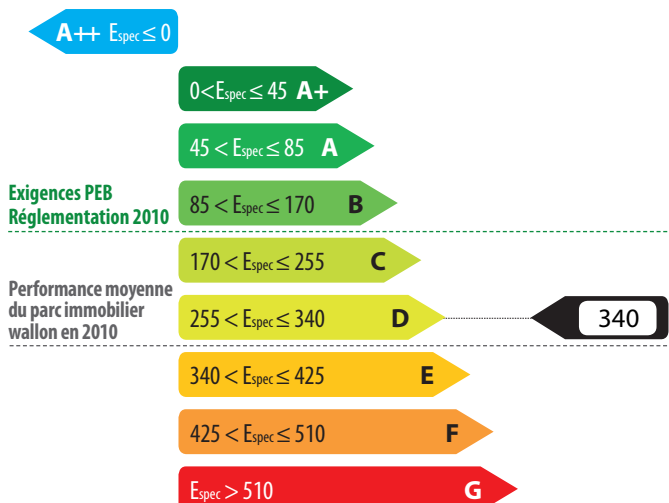 A++ Espec ≤ 0
0<Espec ≤ 45 A+
45 < Espec ≤ 85 A
Exigences PEB
Réglementation 2010
85 < Espec ≤ 170 B
170 < Espec ≤ 255 C
Performance moyenne
du parc immobilier
wallon en 2010
255 < Espec ≤ 340 D
340
340 < Espec ≤ 425 E
425 < Espec ≤ 510 F
Espec > 510 G